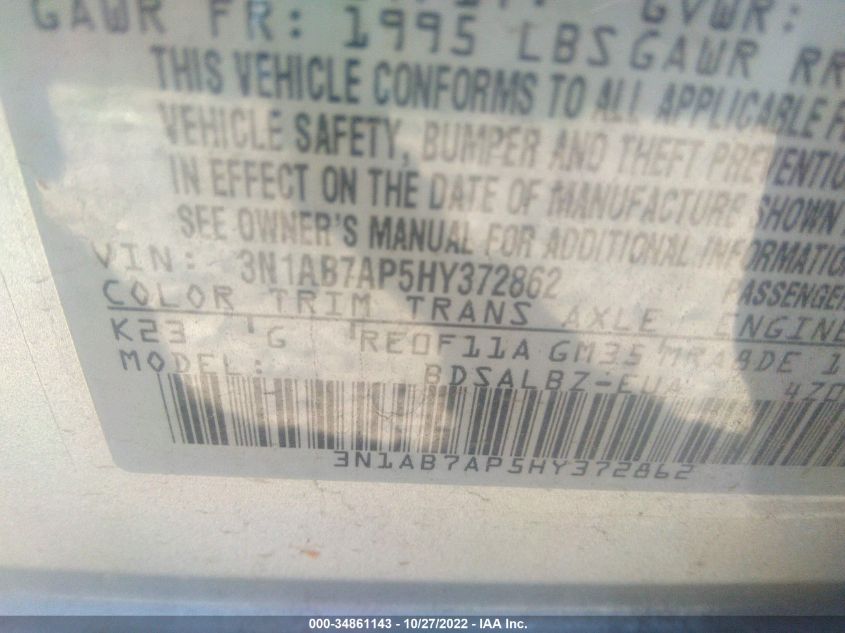 GAWR FR: 1995 LBS GAWR RR
GVWR:
THIS VEHICLE CONFORMS TO ALL APPLICABLE
VEHICLE SAFETY, BUMPER AND THEFT PREVENTION
IN EFFECT ON THE DATE OF MANUFACTURE SHOWN
SEE OWNER'S MANUAL FOR ADDITIONAL INFORMATION
VIN: 3N1AB7AP5HY372862 PASSENGER
COLOR TRIM TRANS AXLE ENGINE
K23 G RE0F11A GM35 MRA8DE 1
MODEL: BDSALBZ-EUA
3N1AB7AP5HY372862
000-34861143 - 10/27/2022 - IAA Inc.